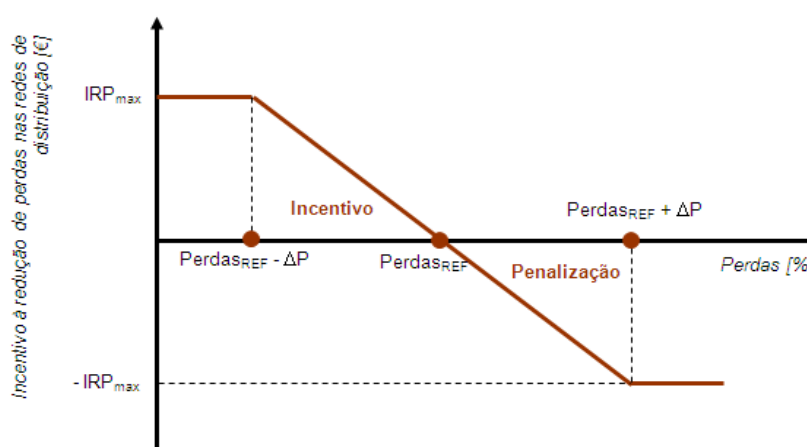 Incentivo à redução de perdas nas redes de
distribuição [€]
IRPmax
Incentivo
PerdasREF + ΔP
PerdasREF - ΔP
PerdasREF
Penalização
Perdas [%
- IRPmax